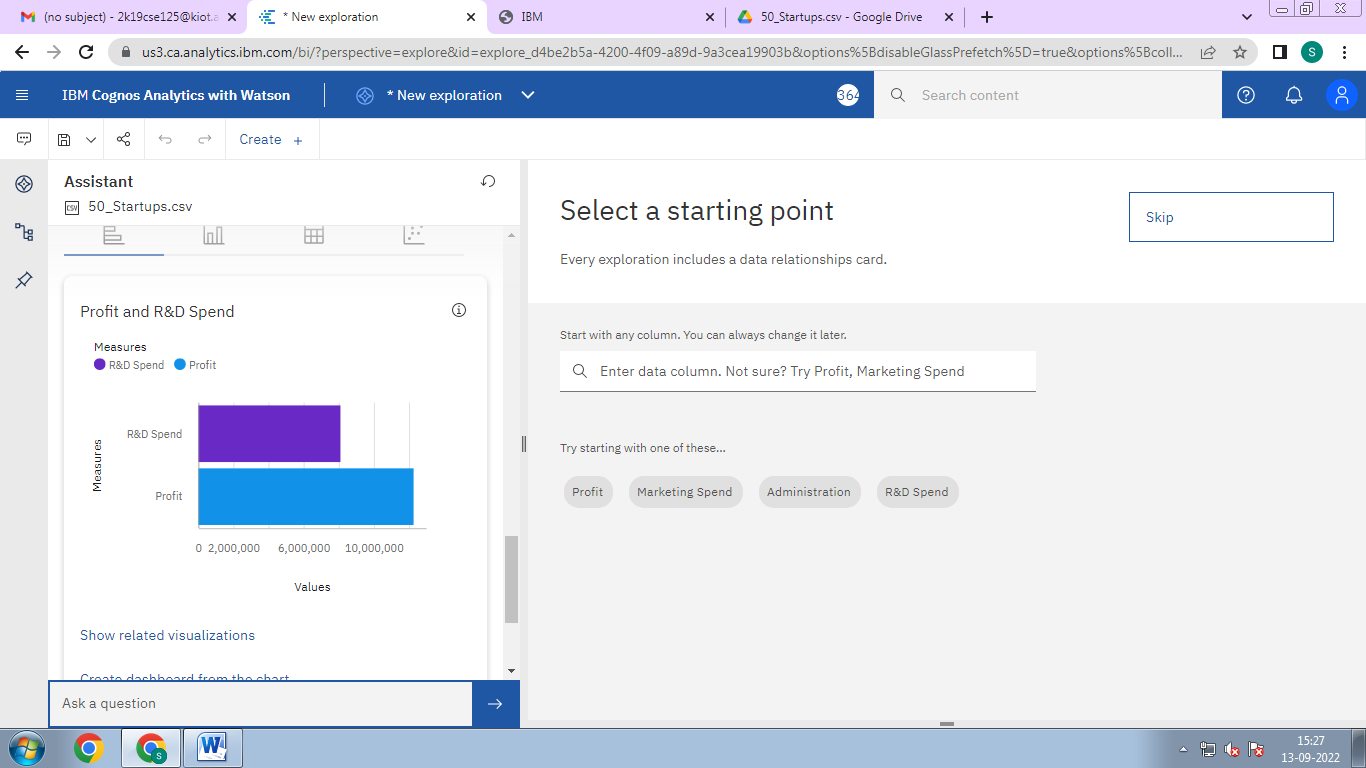 (no subject) - 2k19cse125@kiot.a
* New exploration
IBM
50_Startups.csv - Google Drive
us3.ca.analytics.ibm.com/bi/?perspective=explore&id=explore_d4be2b5a-4200-4f09-a89d-9a3cea19903b&options%5BdisableGlassPrefetch%5D=true&options%5Bcoll...
S
IBM Cognos Analytics with Watson
* New exploration
364
Search content
Create +
Assistant
CSV 50_Startups.csv
Profit and R&D Spend
Measures
R&D Spend Profit
Measures
R&D Spend
Profit
0 2,000,000 6,000,000 10,000,000
Values
Show related visualizations
Create dashboard from the chart
Ask a question
Select a starting point
Skip
Every exploration includes a data relationships card.
Start with any column. You can always change it later.
Enter data column. Not sure? Try Profit, Marketing Spend
Try starting with one of these...
Profit Marketing Spend Administration R&D Spend
S
W
15:27
13-09-2022